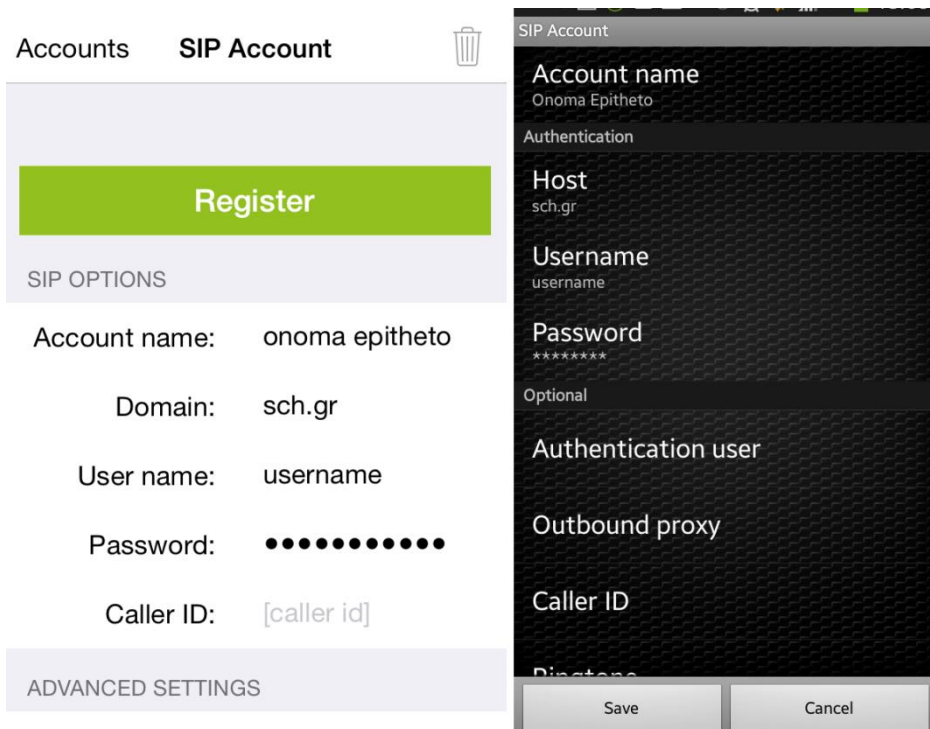 Accounts SIP Account
Register
SIP OPTIONS
Account name: onoma epitheto
Domain: sch.gr
User name: username
Password: ●●●●●●●●●●●
Caller ID: [caller id]
ADVANCED SETTINGS
SIP Account
Account name
Onoma Epitheto
Authentication
Host
sch.gr
Username
username
Password
********
Optional
Authentication user
Outbound proxy
Caller ID
Ringtone
Save Cancel